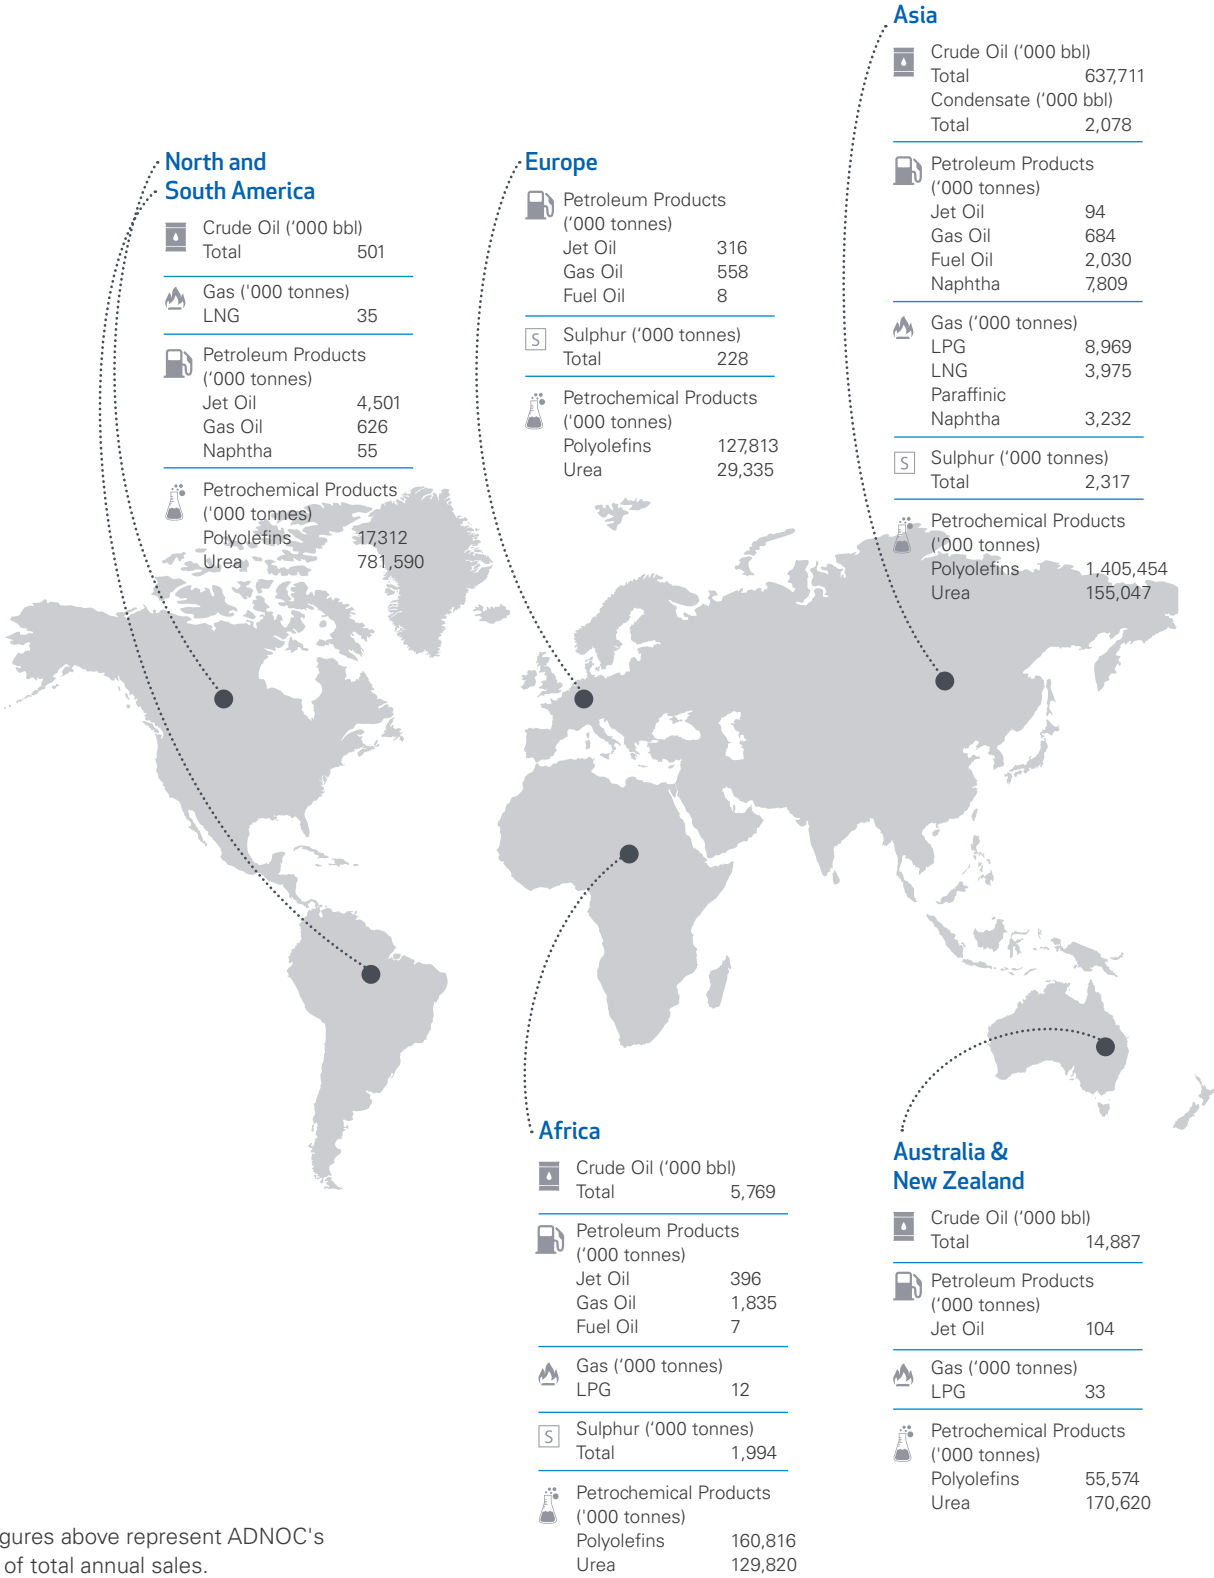 North and
South America
Crude Oil (‘000 bbl)
Total 501
Gas ('000 tonnes)
LNG 35
Petroleum Products
(‘000 tonnes)
Jet Oil 4,501
Gas Oil 626
Naphtha 55
Petrochemical Products
(‘000 tonnes)
Polyolefins 17,312
Urea 781,590
Europe
Petroleum Products
(‘000 tonnes)
Jet Oil 316
Gas Oil 558
Fuel Oil 8
S
Sulphur (‘000 tonnes)
Total 228
Petrochemical Products
(‘000 tonnes)
Polyolefins 127,813
Urea 29,335
Asia
Crude Oil (‘000 bbl)
Total 637,711
Condensate (‘000 bbl)
Total 2,078
Petroleum Products
(‘000 tonnes)
Jet Oil 94
Gas Oil 684
Fuel Oil 2,030
Naphtha 7,809
Gas (‘000 tonnes)
LPG 8,969
LNG 3,975
Paraffinic
Naphtha 3,232
S
Sulphur (‘000 tonnes)
Total 2,317
Petrochemical Products
('000 tonnes)
Polyolefins 1,405,454
Urea 155,047
Africa
Crude Oil (‘000 bbl)
Total 5,769
Petroleum Products
(‘000 tonnes)
Jet Oil 396
Gas Oil 1,835
Fuel Oil 7
Gas (‘000 tonnes)
LPG 12
S
Sulphur (‘000 tonnes)
Total 1,994
Petrochemical Products
('000 tonnes)
Polyolefins 160,816
Urea 129,820
Australia &
New Zealand
Crude Oil (‘000 bbl)
Total 14,887
Petroleum Products
(‘000 tonnes)
Jet Oil 104
Gas (‘000 tonnes)
LPG 33
Petrochemical Products
(‘000 tonnes)
Polyolefins 55,574
Urea 170,620
gures above represent ADNOC's
of total annual sales.